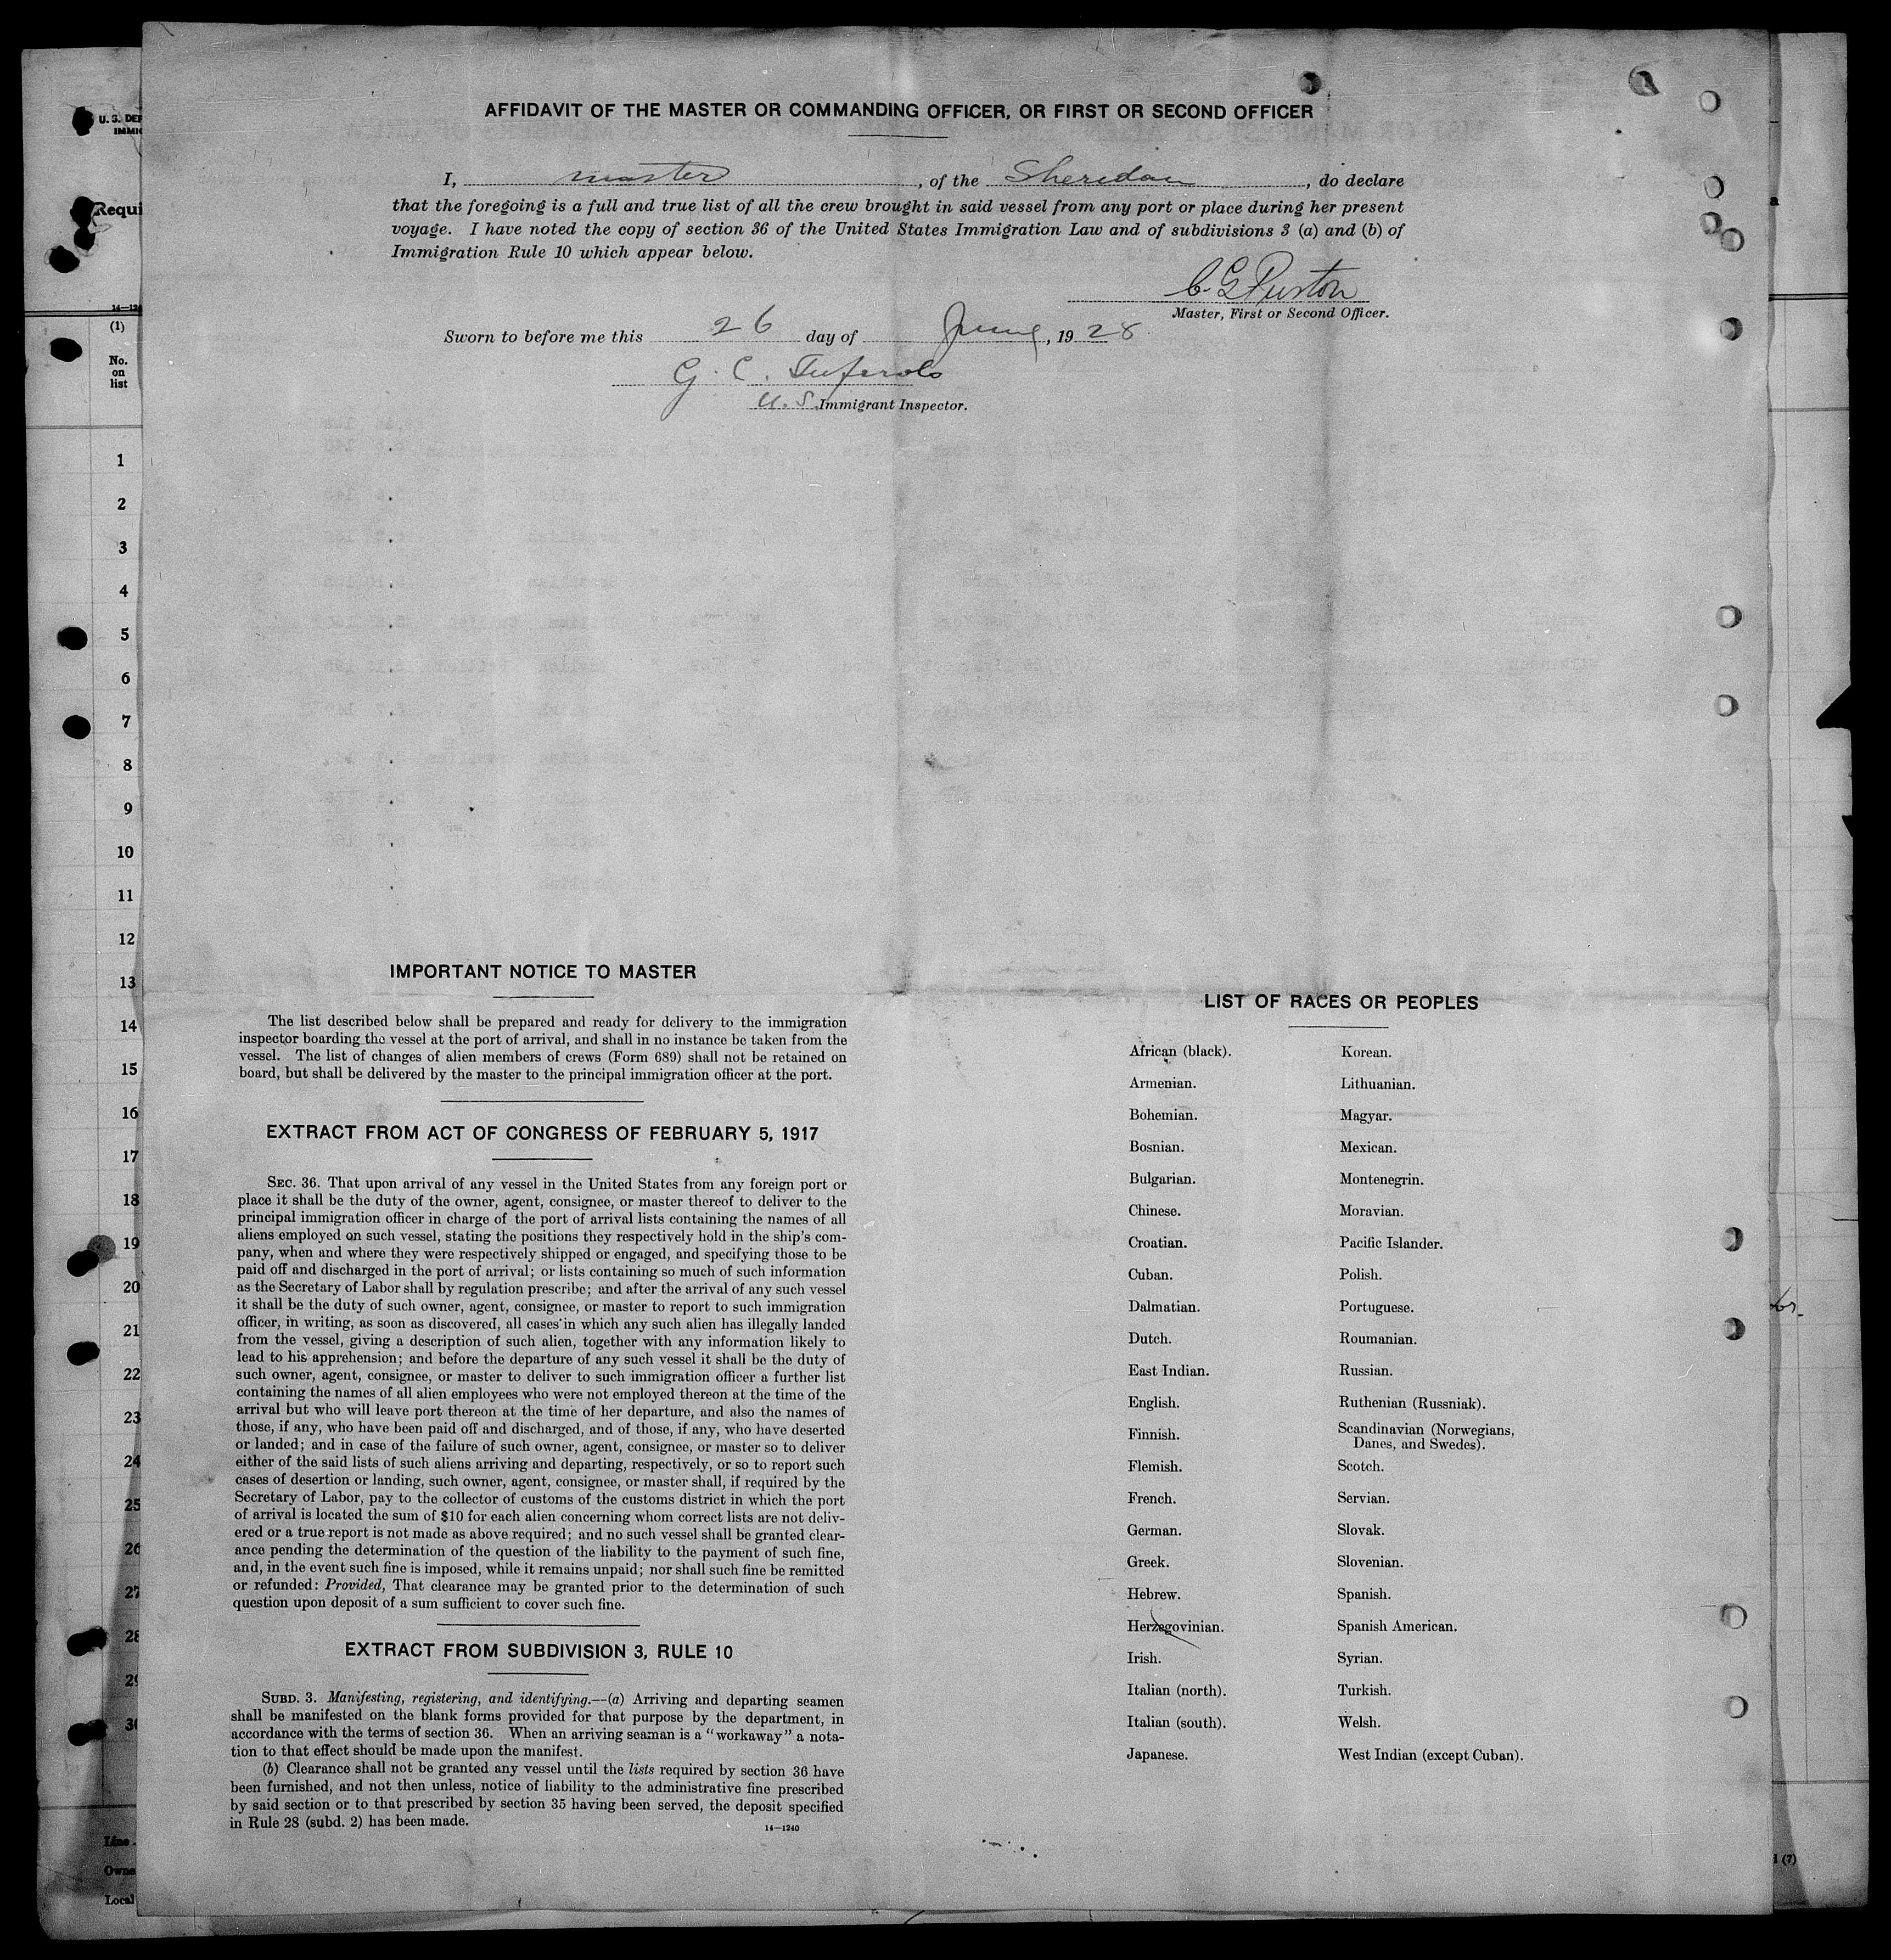 AFFIDAVIT OF THE MASTER OR COMMANDING OFFICER, OR FIRST OR SECOND OFFICER
I, master, of the Sheridan, do declare
that the foregoing is a full and true list of all the crew brought in said vessel from any port or place during her present
voyage. I have noted the copy of section 36 of the United States Immigration Law and of subdivisions 3 (a) and (b) of
Immigration Rule 10 which appear below.
Master, First or Second Officer.
Sworn to before me this 26 day of June, 1928
G. C.
U.S. Immigrant Inspector.
IMPORTANT NOTICE TO MASTER
The list described below shall be prepared and ready for delivery to the immigration
inspector boarding the vessel at the port of arrival, and shall in no instance be taken from the
vessel. The list of changes of alien members of crews (Form 689) shall not be retained on
board, but shall be delivered by the master to the principal immigration officer at the port.
EXTRACT FROM ACT OF CONGRESS OF FEBRUARY 5, 1917
SEC. 36. That upon arrival of any vessel in the United States from any foreign port or
place it shall be the duty of the owner, agent, consignee, or master thereof to deliver to the
principal immigration officer in charge of the port of arrival lists containing the names of all
aliens employed on such vessel, stating the positions they respectively hold in the ship's com-
pany, when and where they were respectively shipped or engaged, and specifying those to be
paid off and discharged in the port of arrival; or lists containing so much of such information
as the Secretary of Labor shall by regulation prescribe; and after the arrival of any such vessel
it shall be the duty of such owner, agent, consignee, or master to report to such immigration
officer, in writing, as soon as discovered, all cases in which any such alien has illegally landed
from the vessel, giving a description of such alien, together with any information likely to
lead to his apprehension; and before the departure of any such vessel it shall be the duty of
such owner, agent, consignee, or master to deliver to such immigration officer a further list
containing the names of all alien employees who were not employed thereon at the time of the
arrival but who will leave port thereon at the time of her departure, and also the names of
those, if any, who have been paid off and discharged, and of those, if any, who have deserted
or landed; and in case of the failure of such owner, agent, consignee, or master so to deliver
either of the said lists of such aliens arriving and departing, respectively, or so to report such
cases of desertion or landing, such owner, agent, consignee, or master shall, if required by the
Secretary of Labor, pay to the collector of customs of the customs district in which the port
of arrival is located the sum of $10 for each alien concerning whom correct lists are not deliv-
ered or a true report is not made as above required; and no such vessel shall be granted clear-
ance pending the determination of the question of the liability to the payment of such fine,
and, in the event such fine is imposed, while it remains unpaid; nor shall such fine be remitted
or refunded: Provided, That clearance may be granted prior to the determination of such
question upon deposit of a sum sufficient to cover such fine.
EXTRACT FROM SUBDIVISION 3, RULE 10
SUBD. 3. Manifesting, registering, and identifying.—(a) Arriving and departing seamen
shall be manifested on the blank forms provided for that purpose by the department, in
accordance with the terms of section 36. When an arriving seaman is a "workaway" a nota-
tion to that effect should be made upon the manifest.
(b) Clearance shall not be granted any vessel until the lists required by section 36 have
been furnished, and not then unless, notice of liability to the administrative fine prescribed
by said section or to that prescribed by section 35 having been served, the deposit specified
in Rule 28 (subd. 2) has been made.
14—1240
LIST OF RACES OR PEOPLES
African (black).
Armenian.
Bohemian.
Bosnian.
Bulgarian.
Chinese.
Croatian.
Cuban.
Dalmatian.
Dutch.
East Indian.
English.
Finnish.
Flemish.
French.
German.
Greek.
Hebrew.
Herzegovinian.
Irish.
Italian (north).
Italian (south).
Japanese.
Korean.
Lithuanian.
Magyar.
Mexican.
Montenegrin.
Moravian.
Pacific Islander.
Polish.
Portuguese.
Roumanian.
Russian.
Ruthenian (Russniak).
Scandinavian (Norwegians,
Danes, and Swedes).
Scotch.
Servian.
Slovak.
Slovenian.
Spanish.
Spanish American.
Syrian.
Turkish.
Welsh.
West Indian (except Cuban).
(1)
No.
on
list
1
2
3
4
5
6
7
8
9
10
11
12
13
14
15
16
17
18
19
20
21
22
23
24
25
26
27
28
29
30
Line
Owne
Local
(7)